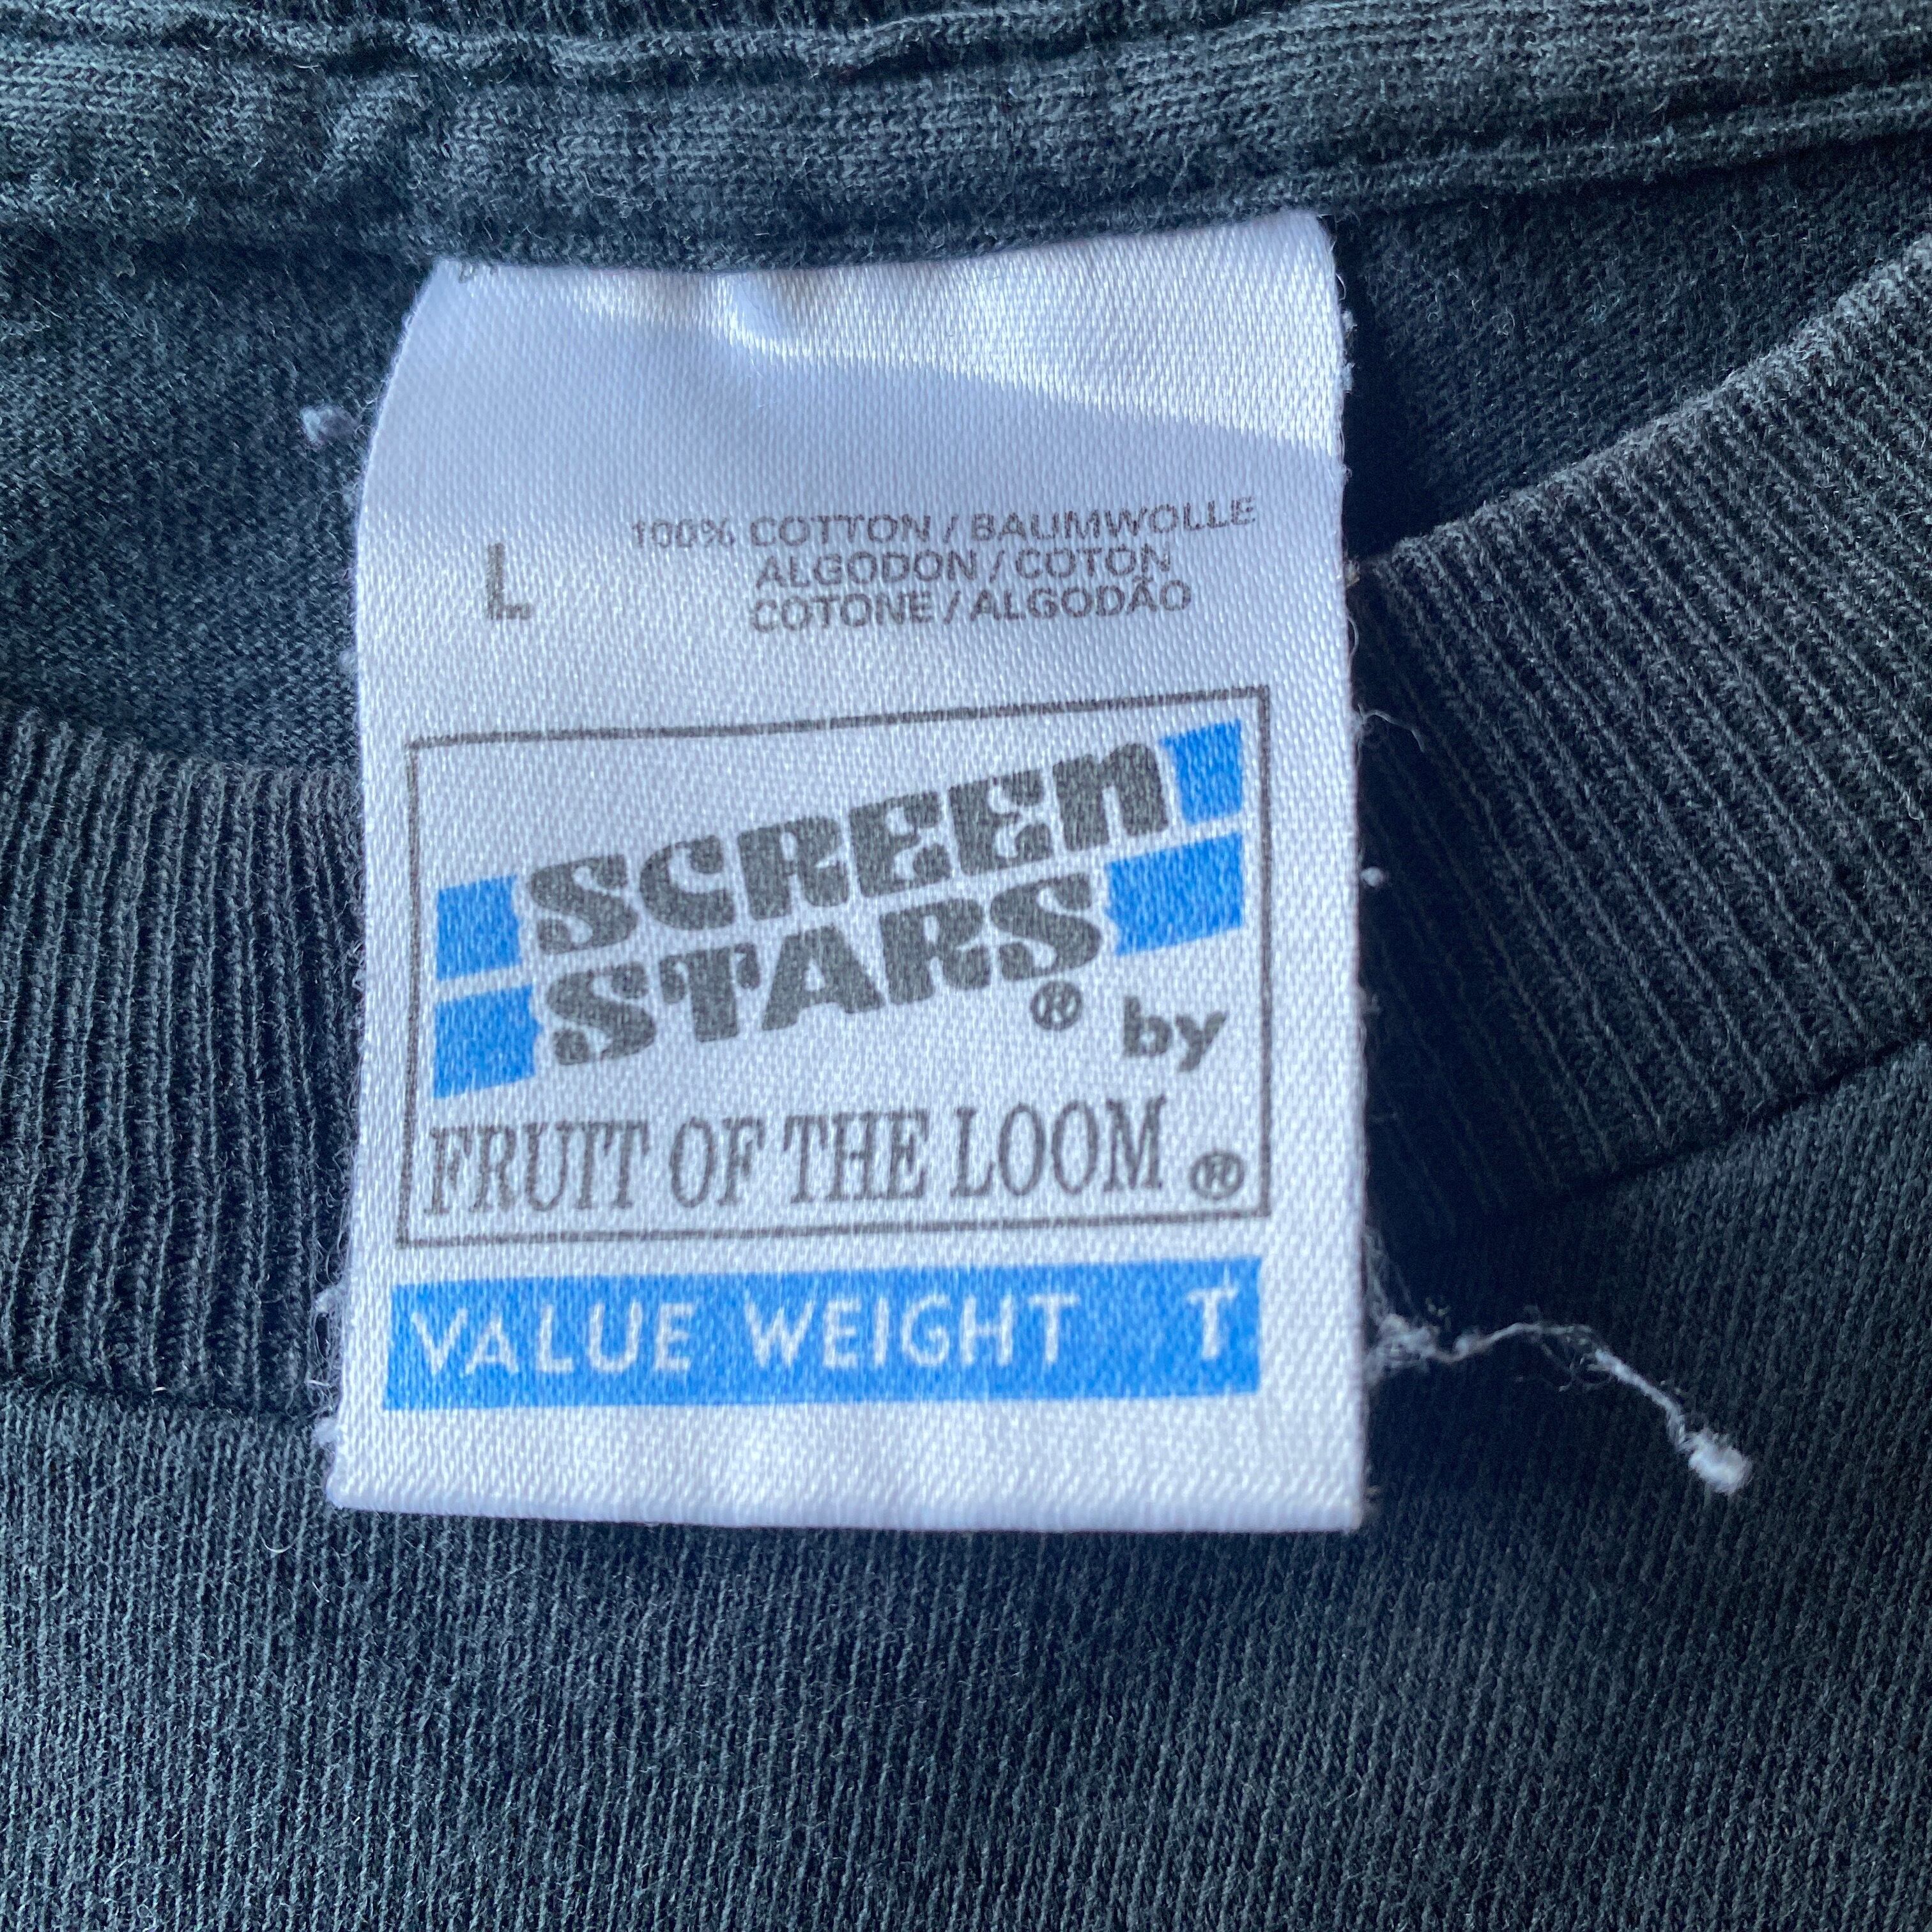 L
100% COTTON / BAUMWOLLE
ALGODON / COTON
COTONE / ALGODÃO
SCREEN
STARS® by
FRUIT OF THE LOOM®
VALUE WEIGHT T